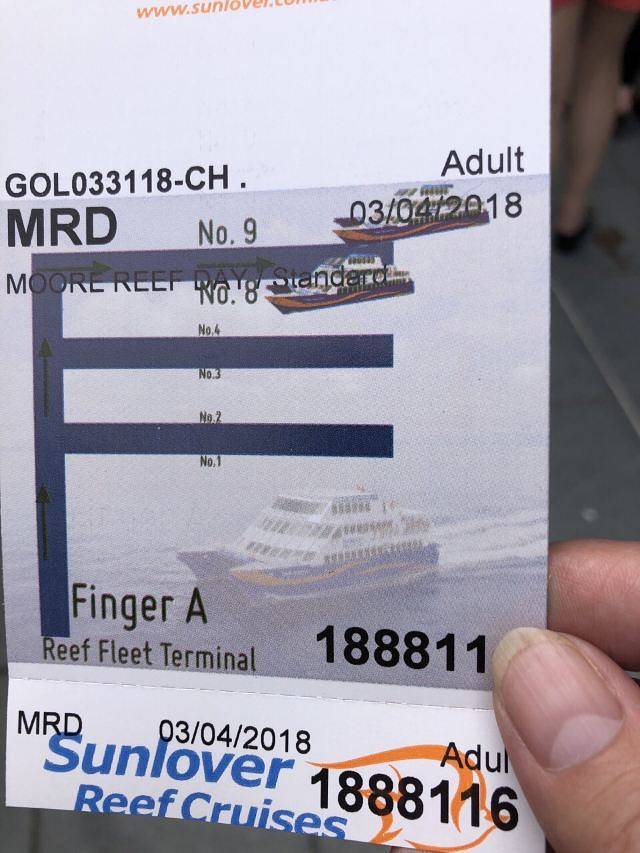 www.sunlover.com
Adult
GOL033118-CH .
MRD
No. 9
03/04/2018
MOORE REEF DAY / Standard
No. 8
No.4
No.3
No.2
No.1
Finger A
Reef Fleet Terminal
188811
MRD
03/04/2018
Adul
Sunlover
1888116
Reef Cruises